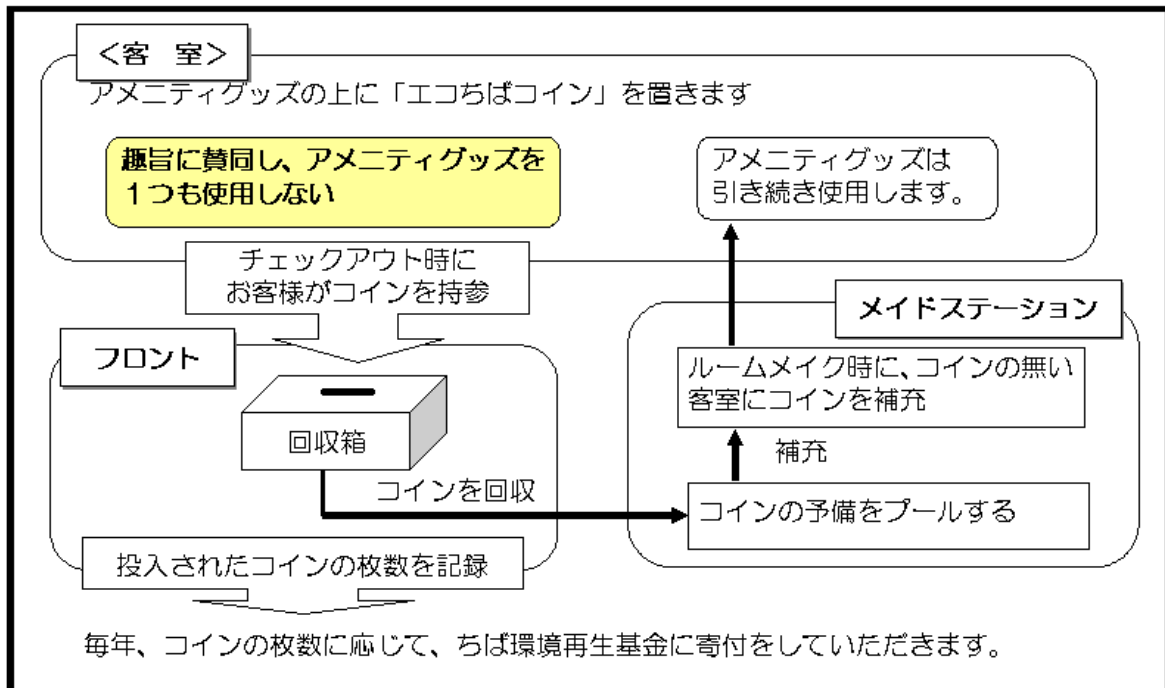 ＜客　室＞
アメニティグッズの上に「エコちばコイン」を置きます
趣旨に賛同し、アメニティグッズを
１つも使用しない
アメニティグッズは
引き続き使用します。
チェックアウト時に
お客様がコインを持参
メイドステーション
フロント
ルームメイク時に、コインの無い
客室にコインを補充
回収箱
補充
コインを回収
コインの予備をプールする
投入されたコインの枚数を記録
毎年、コインの枚数に応じて、ちば環境再生基金に寄付をしていただきます。